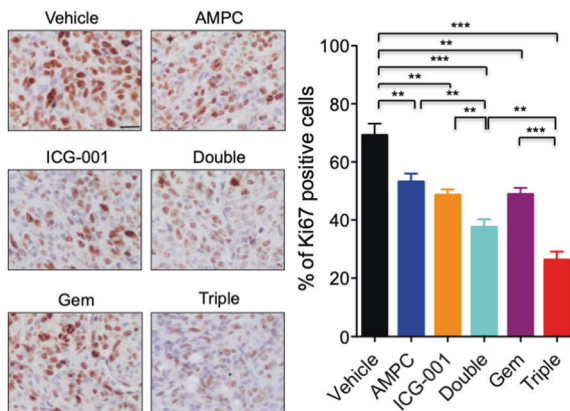 Vehicle
AMPC
ICG-001
Double
Gem
Triple
% of Ki67 positive cells
100
80
60
40
20
0
***
**
***
**
**
**
**
**
***
Vehicle
AMPC
ICG-001
Double
Gem
Triple